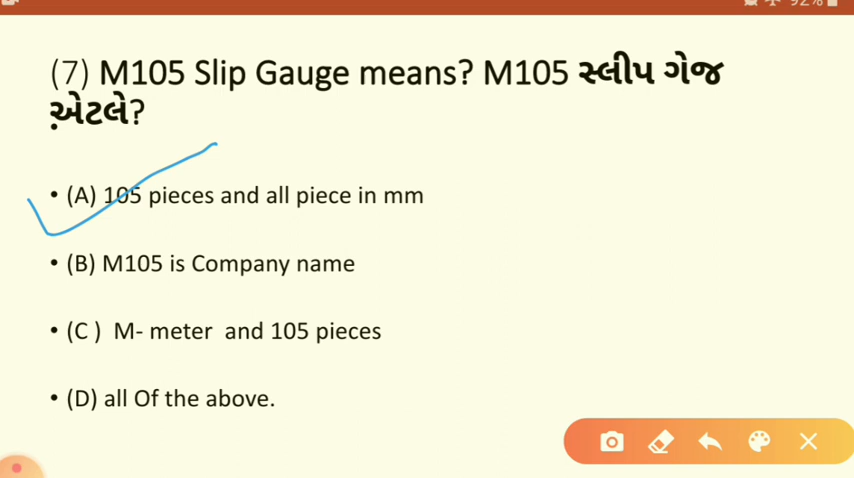 92%
(7) M105 Slip Gauge means? M105 સ્લીપ ગેજ
એટલે?
• (A) 105 pieces and all piece in mm
• (B) M105 is Company name
• (C ) M- meter and 105 pieces
• (D) all Of the above.